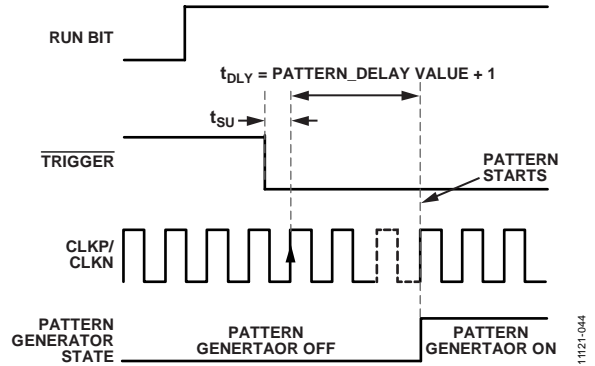 RUN BIT
tDLY = PATTERN_DELAY VALUE + 1
tSU
TRIGGER
PATTERN
STARTS
CLKP/
CLKN
PATTERN
GENERATOR
STATE
PATTERN
GENERTAOR OFF
PATTERN
GENERTAOR ON
11121-044